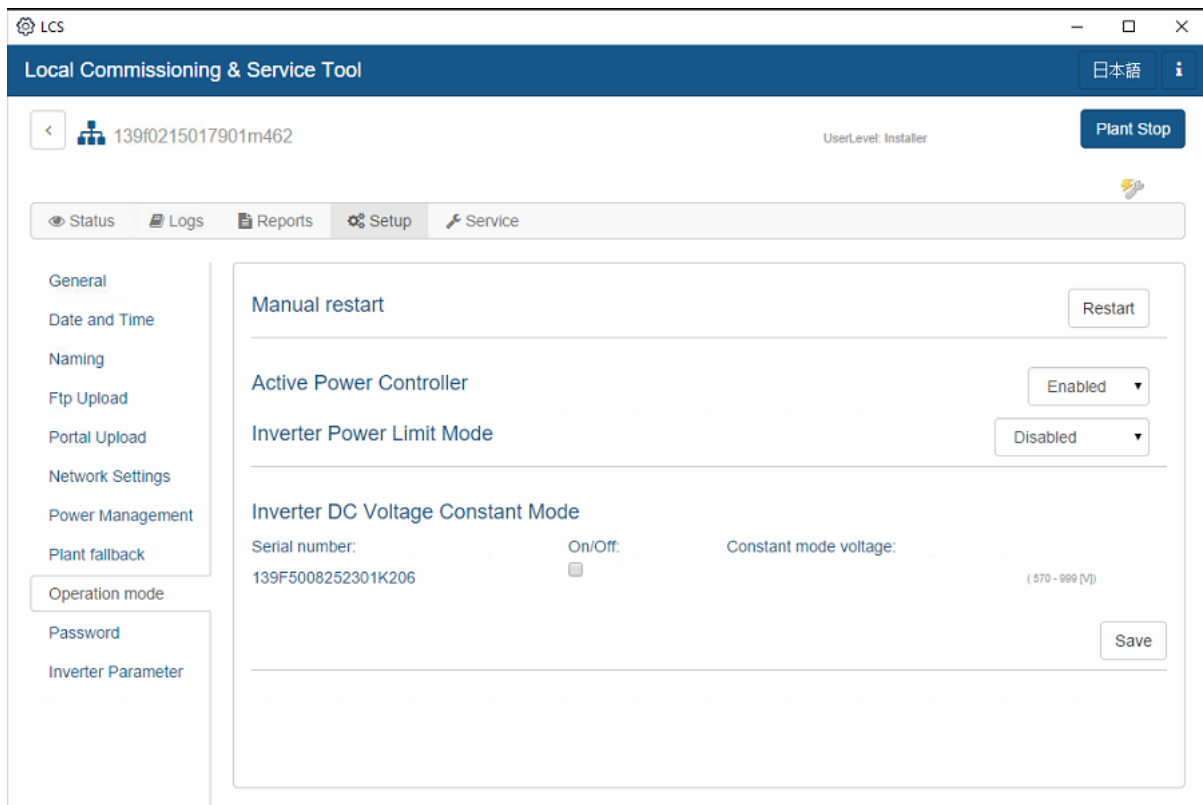 LCS
Local Commissioning & Service Tool
日本語
i
139f0215017901m462
UserLevel: Installer
Plant Stop
Status Logs Reports Setup Service
General
Date and Time
Naming
Ftp Upload
Portal Upload
Network Settings
Power Management
Plant fallback
Operation mode
Password
Inverter Parameter
Manual restart
Restart
Active Power Controller
Enabled
Inverter Power Limit Mode
Disabled
Inverter DC Voltage Constant Mode
Serial number: On/Off: Constant mode voltage:
139F5008252301K206 ( 570 - 999 [V])
Save